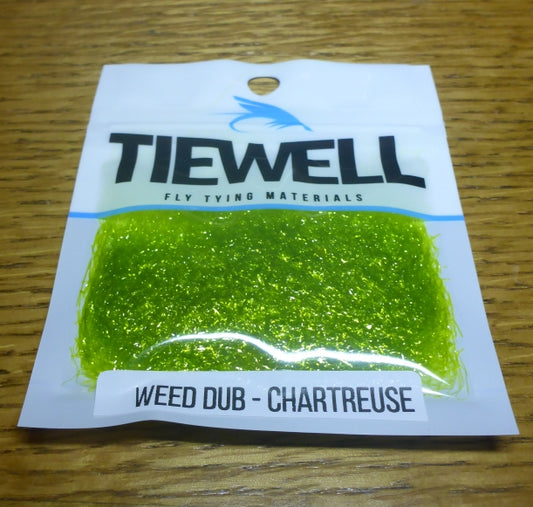 TIEWELL
FLY TYING MATERIALS
WEED DUB - CHARTREUSE